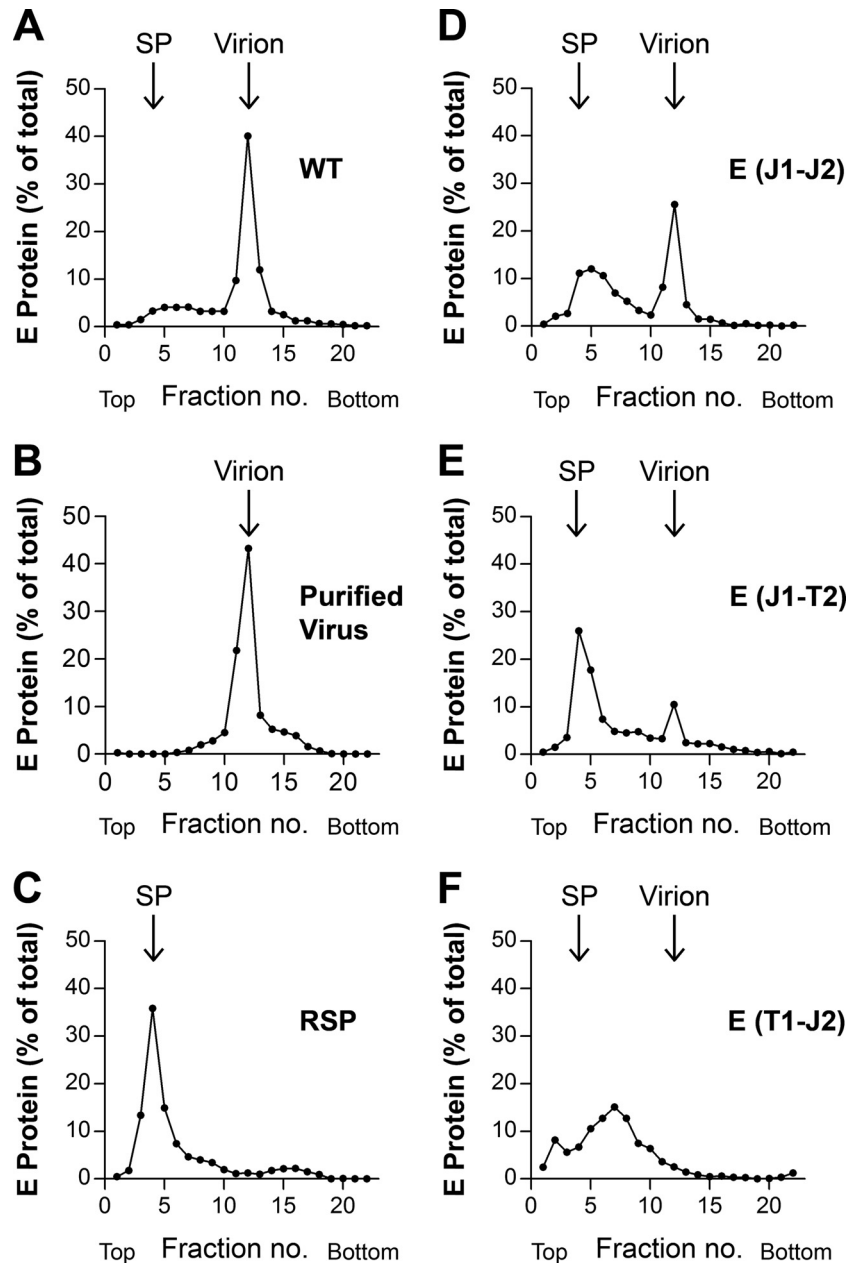 A
SP Virion
E Protein (% of total)
50
40
30
20
10
0
WT
0 5 10 15 20
Top Fraction no. Bottom
B
Virion
E Protein (% of total)
50
40
30
20
10
0
Purified
Virus
0 5 10 15 20
Top Fraction no. Bottom
C
SP
E Protein (% of total)
50
40
30
20
10
0
RSP
0 5 10 15 20
Top Fraction no. Bottom
D
SP Virion
E Protein (% of total)
50
40
30
20
10
0
E (J1-J2)
0 5 10 15 20
Top Fraction no. Bottom
E
SP Virion
E Protein (% of total)
50
40
30
20
10
0
E (J1-T2)
0 5 10 15 20
Top Fraction no. Bottom
F
SP Virion
E Protein (% of total)
50
40
30
20
10
0
E (T1-J2)
0 5 10 15 20
Top Fraction no. Bottom